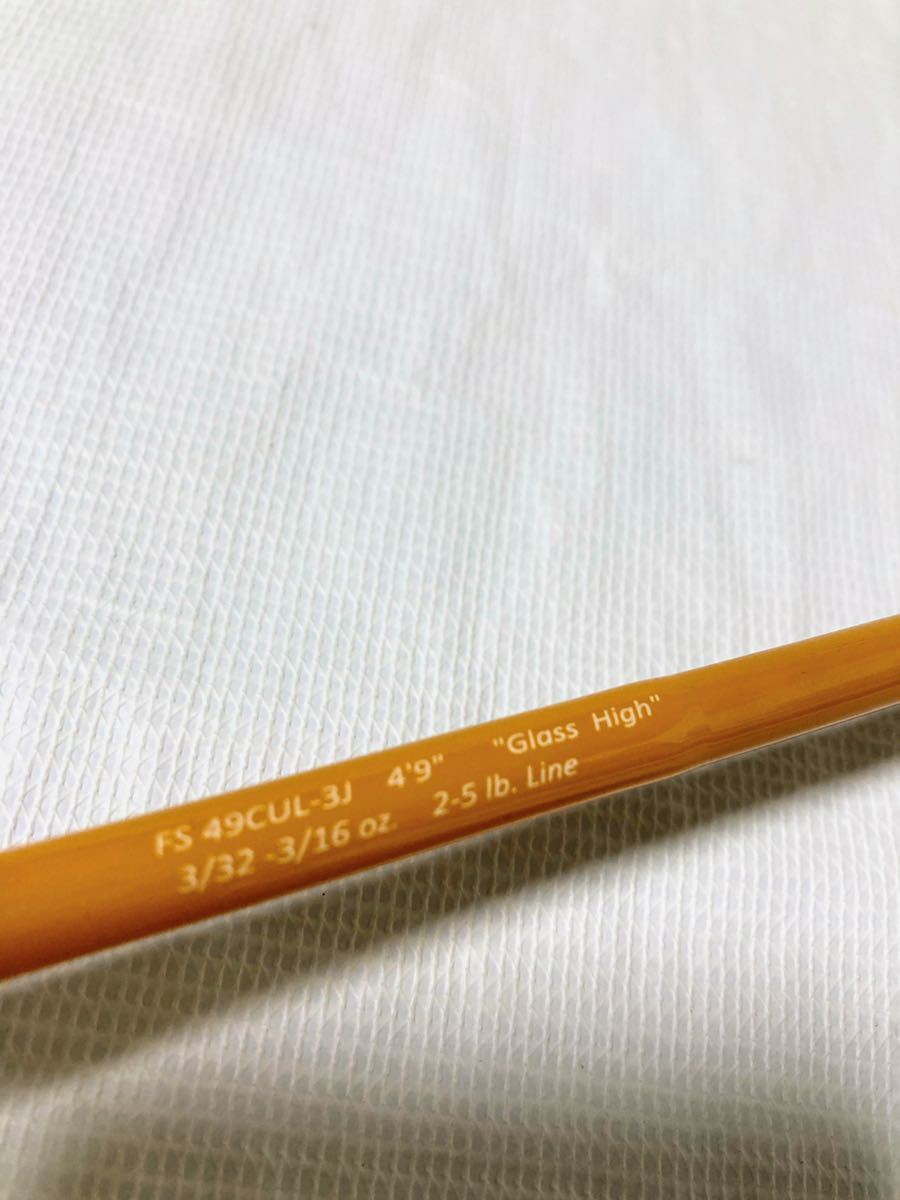 FS 49CUL-3J 4'9" "Glass High"
3/32 -3/16 oz. 2-5 lb. Line